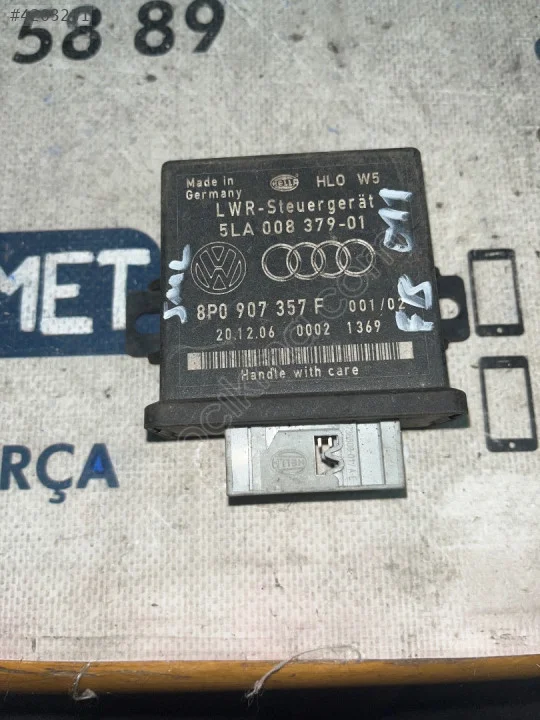 58 89
MET
RÇA
Made in
Germany
HELLA
HLO W5
LWR-Steuergerät
5LA 008 379-01
8P0 907 357 F 001/02
20.12.06 0002 1369
Handle with care
HELLA